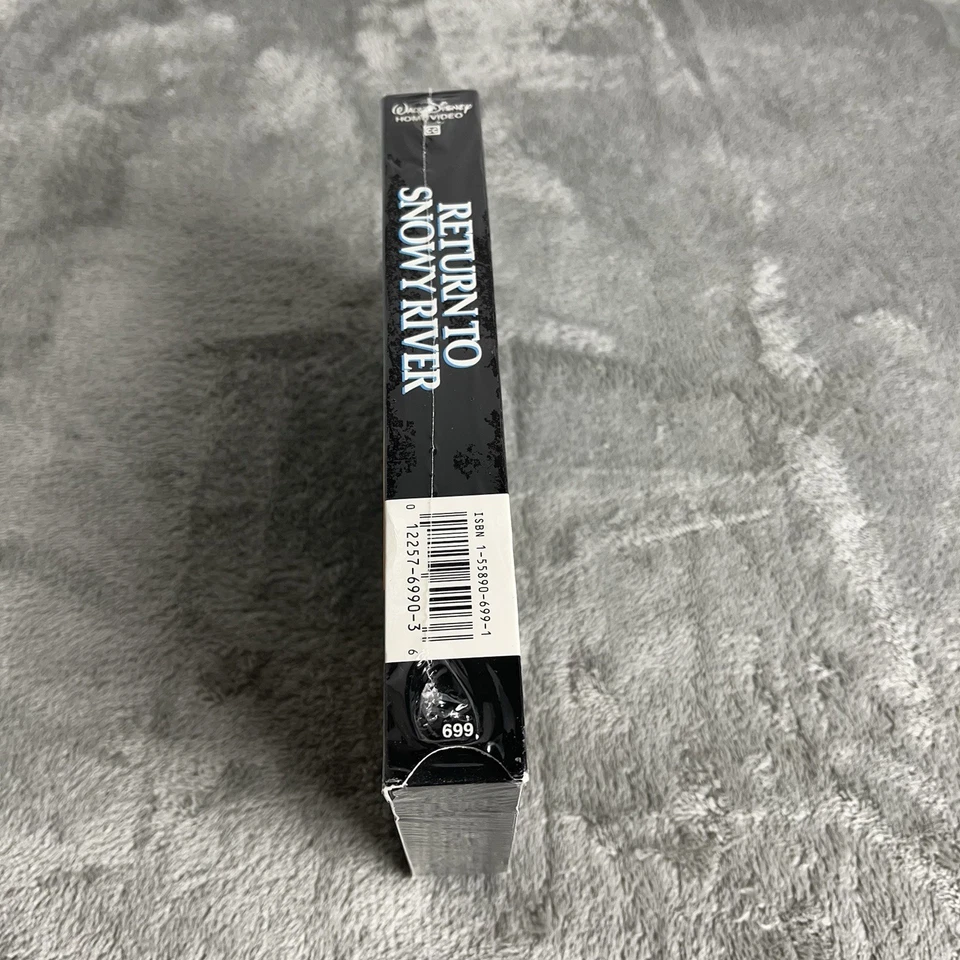 Walt Disney
HOME VIDEO
CC
RETURN TO
SNOWY RIVER
ISBN 1-55890-699-1
0 12257-6990-3 6
699